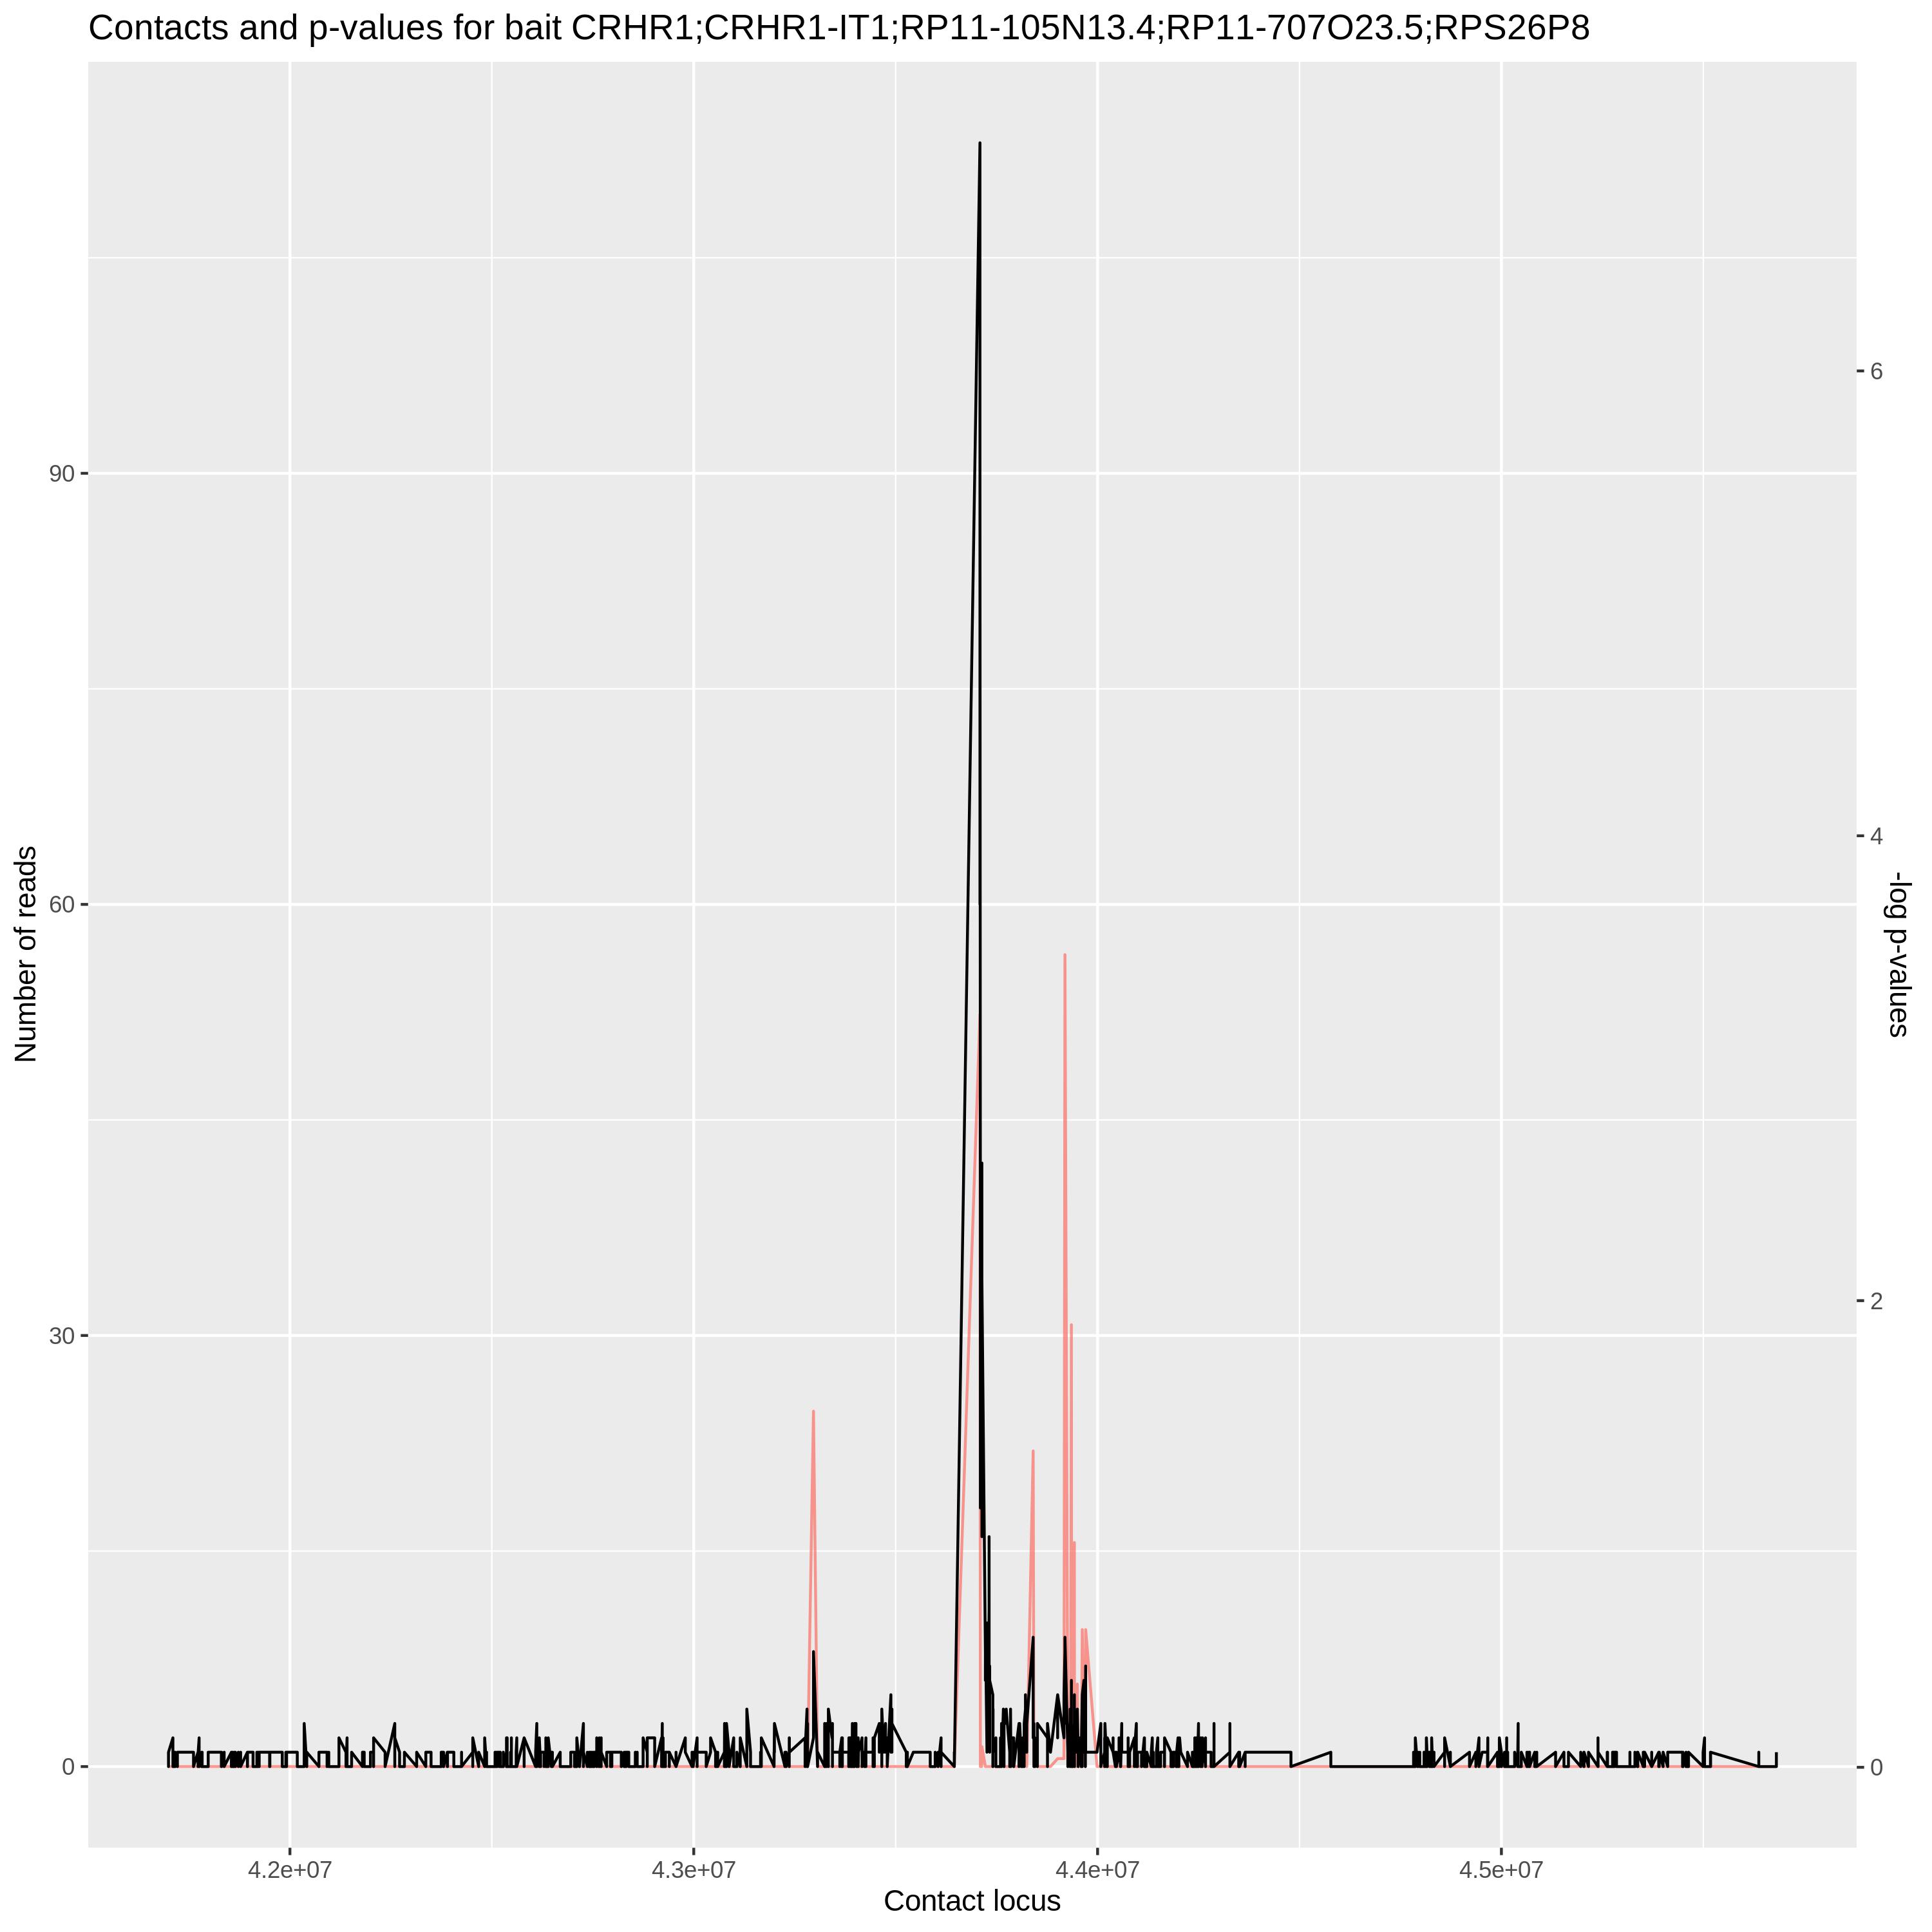 Contacts and p-values for bait CRHR1;CRHR1-IT1;RP11-105N13.4;RP11-707O23.5;RPS26P8
90
60
30
0
Number of reads
6
4
2
0
-log p-values
4.2e+07
4.3e+07
4.4e+07
4.5e+07
Contact locus